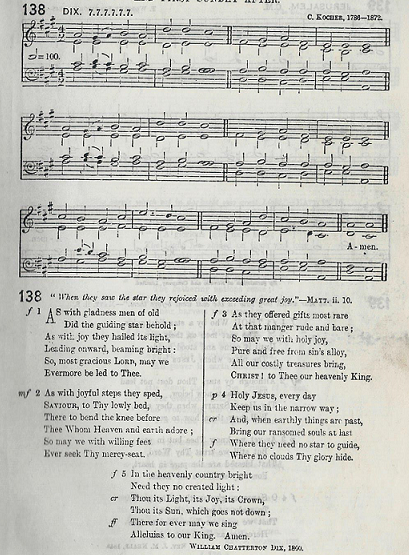 FIRST SUNDAY AFTER
138 DIX. 7.7.7.7.7.7. C. KOCHER, 1786—1872.
=100.
A - men.
138 “When they saw the star they rejoiced with exceeding great joy.”—MATT. ii. 10.
f 1 AS with gladness men of old
Did the guiding star behold;
As with joy they hailed its light,
Leading onward, beaming bright:
So, most gracious LORD, may we
Evermore be led to Thee.
mf 2 As with joyful steps they sped,
SAVIOUR, to Thy lowly bed,
There to bend the knee before
Thee Whom Heaven and earth adore;
So may we with willing feet
Ever seek Thy mercy-seat.
f 3 As they offered gifts most rare
At that manger rude and bare;
So may we with holy joy,
Pure and free from sin's alloy,
All our costly treasures bring,
CHRIST! to Thee our heavenly King.
p 4 Holy JESUS, every day
Keep us in the narrow way;
cr And, when earthly things are past,
Bring our ransomed souls at last
f Where they need no star to guide,
Where no clouds Thy glory hide.
f 5 In the heavenly country bright
Need they no created light;
cr Thou its Light, its Joy, its Crown,
Thou its Sun, which goes not down;
ff There for ever may we sing
Alleluias to our King. Amen.
WILLIAM CHATTERTON DIX, 1860.